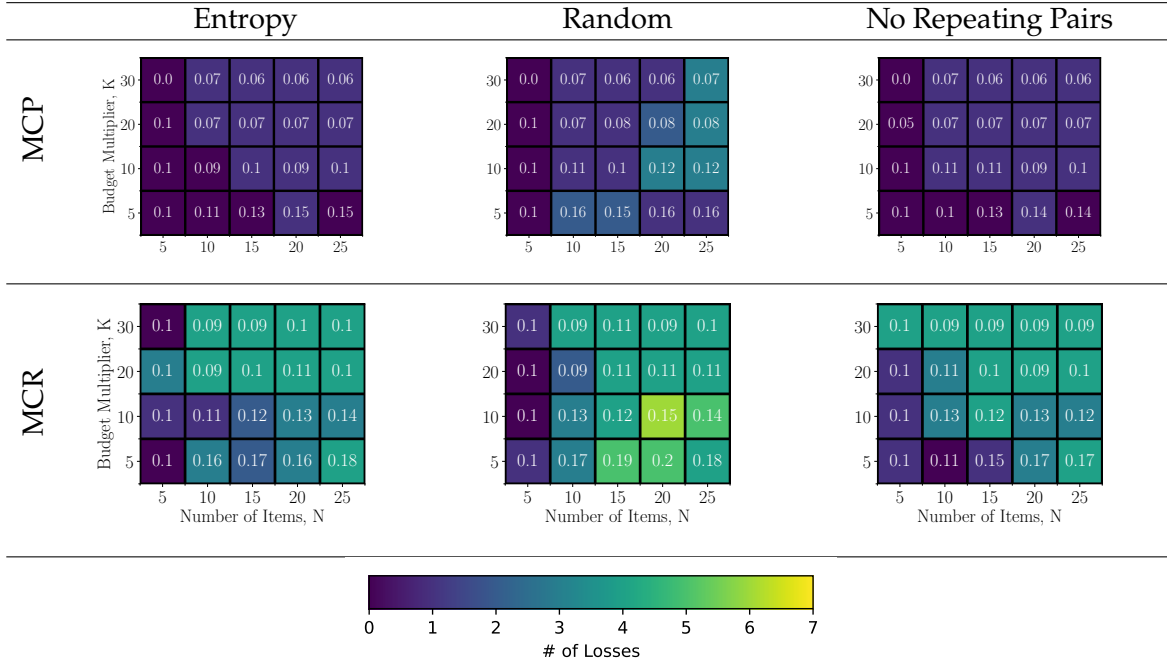 Entropy Random No Repeating Pairs
MCP
Budget Multiplier, K
30 0.0 0.07 0.06 0.06 0.06
20 0.1 0.07 0.07 0.07 0.07
10 0.1 0.09 0.1 0.09 0.1
5 0.1 0.11 0.13 0.15 0.15
5 10 15 20 25
30 0.0 0.07 0.06 0.06 0.07
20 0.1 0.07 0.08 0.08 0.08
10 0.1 0.11 0.1 0.12 0.12
5 0.1 0.16 0.15 0.16 0.16
5 10 15 20 25
30 0.0 0.07 0.06 0.06 0.06
20 0.05 0.07 0.07 0.07 0.07
10 0.1 0.11 0.11 0.09 0.1
5 0.1 0.1 0.13 0.14 0.14
5 10 15 20 25
MCR
Budget Multiplier, K
30 0.1 0.09 0.09 0.1 0.1
20 0.1 0.09 0.1 0.11 0.1
10 0.1 0.11 0.12 0.13 0.14
5 0.1 0.16 0.17 0.16 0.18
5 10 15 20 25
Number of Items, N
30 0.1 0.09 0.11 0.09 0.1
20 0.1 0.09 0.11 0.11 0.11
10 0.1 0.13 0.12 0.15 0.14
5 0.1 0.17 0.19 0.2 0.18
5 10 15 20 25
Number of Items, N
30 0.1 0.09 0.09 0.09 0.09
20 0.1 0.11 0.1 0.09 0.1
10 0.1 0.13 0.12 0.13 0.12
5 0.1 0.11 0.15 0.17 0.17
5 10 15 20 25
Number of Items, N
0 1 2 3 4 5 6 7
# of Losses